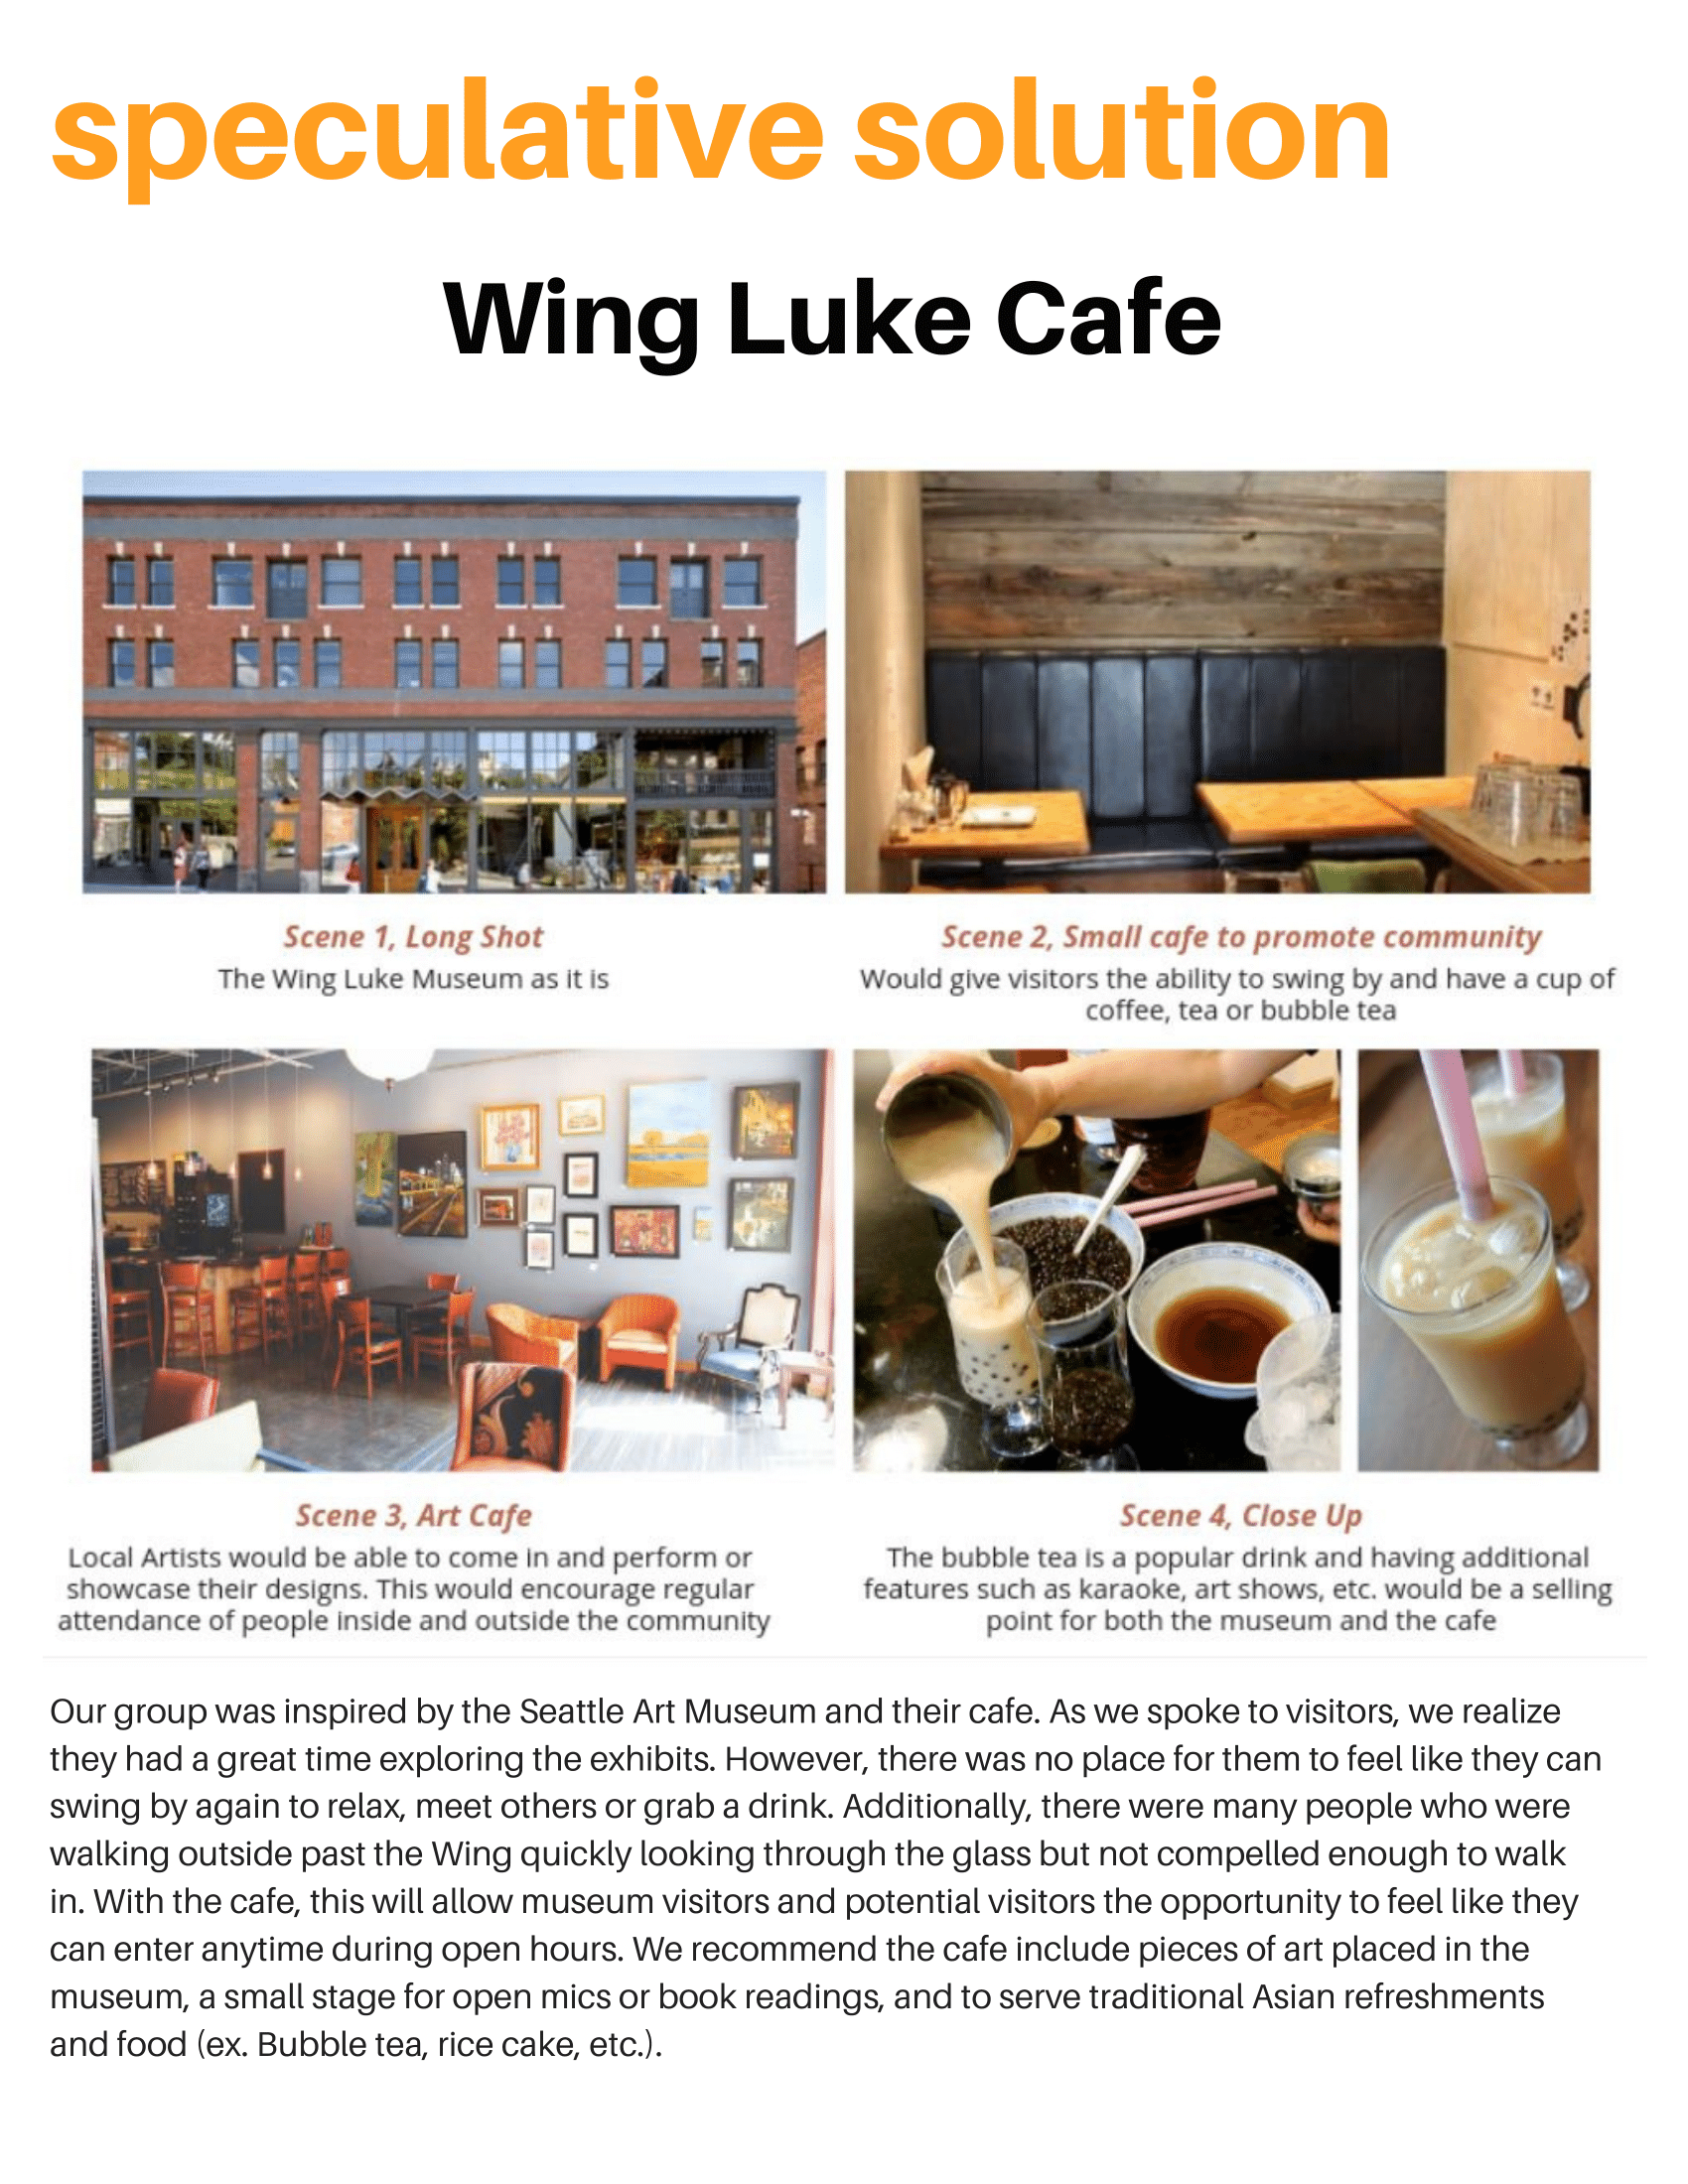 speculative solution
Wing Luke Cafe
Scene 1, Long Shot
The Wing Luke Museum as it is
Scene 2, Small cafe to promote community
Would give visitors the ability to swing by and have a cup of
coffee, tea or bubble tea
Scene 3, Art Cafe
Local Artists would be able to come in and perform or
showcase their designs. This would encourage regular
attendance of people inside and outside the community
Scene 4, Close Up
The bubble tea is a popular drink and having additional
features such as karaoke, art shows, etc. would be a selling
point for both the museum and the cafe
Our group was inspired by the Seattle Art Museum and their cafe. As we spoke to visitors, we realize
they had a great time exploring the exhibits. However, there was no place for them to feel like they can
swing by again to relax, meet others or grab a drink. Additionally, there were many people who were
walking outside past the Wing quickly looking through the glass but not compelled enough to walk
in. With the cafe, this will allow museum visitors and potential visitors the opportunity to feel like they
can enter anytime during open hours. We recommend the cafe include pieces of art placed in the
museum, a small stage for open mics or book readings, and to serve traditional Asian refreshments
and food (ex. Bubble tea, rice cake, etc.).